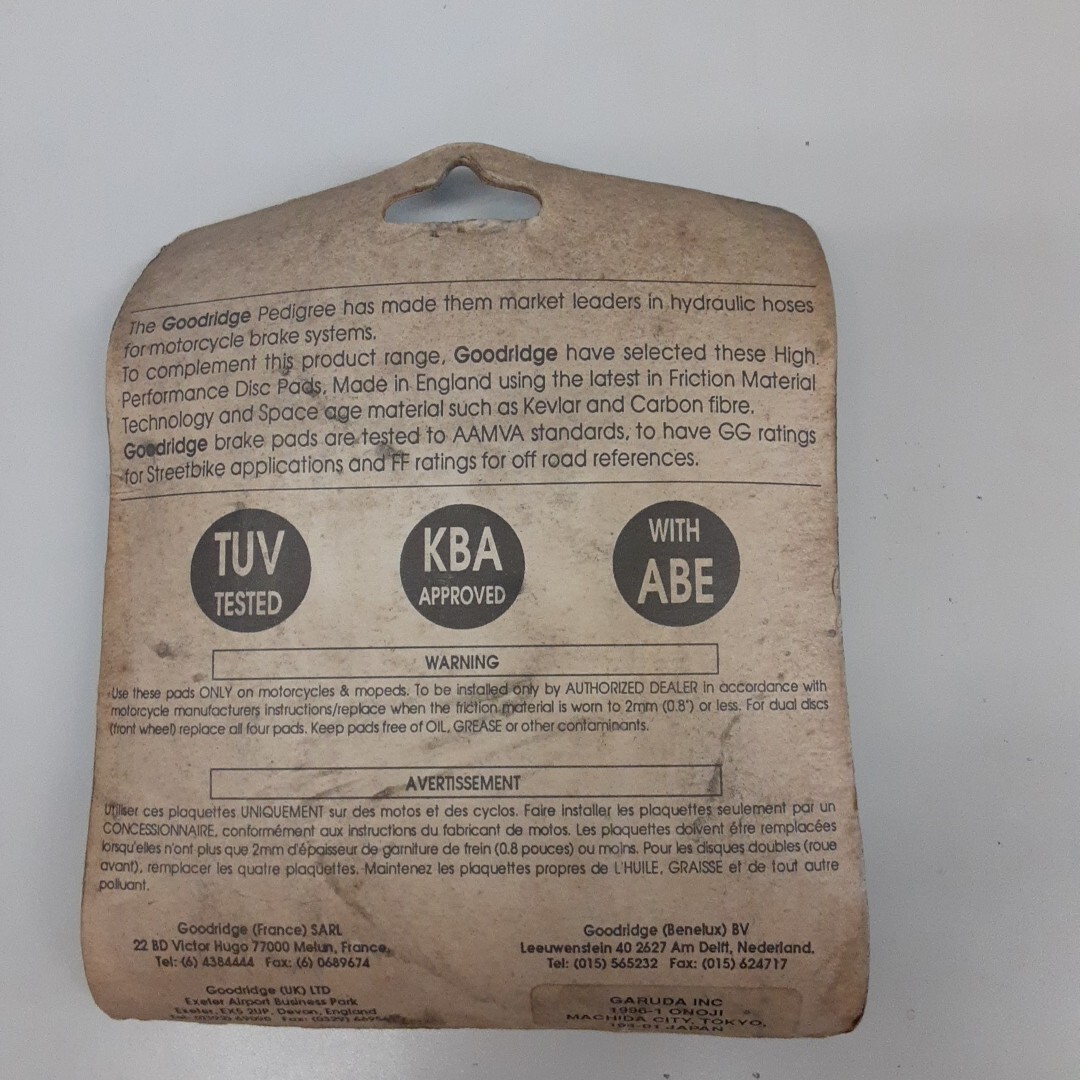 The Goodridge Pedigree has made them market leaders in hydraulic hoses
for motorcycle brake systems.
To complement this product range, Goodridge have selected these High
Performance Disc Pads. Made in England using the latest in Friction Material
Technology and Space age material such as Kevlar and Carbon fibre.
Goodridge brake pads are tested to AAMVA standards, to have GG ratings
for Streetbike applications and FF ratings for off road references.
TUV
TESTED
KBA
APPROVED
WITH
ABE
WARNING
Use these pads ONLY on motorcycles & mopeds. To be installed only by AUTHORIZED DEALER in accordance with
motorcycle manufacturers instructions/replace when the friction material is worn to 2mm (0.8") or less. For dual discs
(front wheel) replace all four pads. Keep pads free of OIL, GREASE or other contaminants.
AVERTISSEMENT
Utiliser ces plaquettes UNIQUEMENT sur des motos et des cyclos. Faire installer les plaquettes seulement par un
CONCESSIONNAIRE, conformément aux instructions du fabricant de motos. Les plaquettes doivent être remplacées
lorsqu'elles n'ont plus que 2mm d'épaisseur de garniture de frein (0.8 pouces) ou moins. Pour les disques doubles (roue
avant), remplacer les quatre plaquettes. Maintenez les plaquettes propres de L'HUILE, GRAISSE et de tout autre
polluant.
Goodridge (France) SARL
22 BD Victor Hugo 77000 Melun, France.
Tel: (6) 4384444 Fax: (6) 0689674
Goodridge (Benelux) BV
Leeuwenstein 40 2627 Am Delft, Nederland.
Tel: (015) 565232 Fax: (015) 624717
Goodridge (UK) LTD
Exeter Airport Business Park
Exeter, EX5 2UP, Devon, England
GARUDA INC
1996-1 ONOJI
MACHIDA CITY, TOKYO,
JAPAN